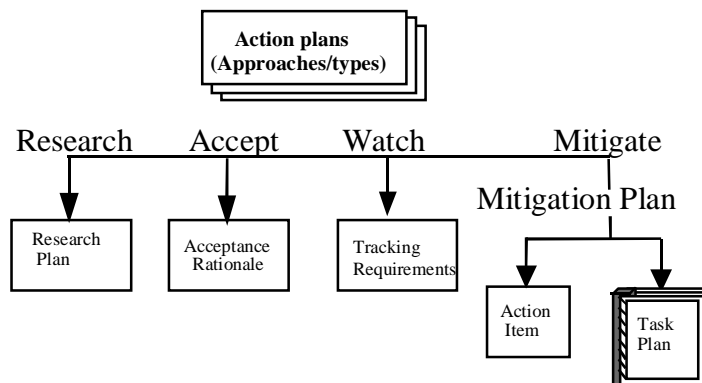 Action plans
(Approaches/types)
Research Accept Watch Mitigate
Mitigation Plan
Research
Plan
Acceptance
Rationale
Tracking
Requirements
Action
Item
Task
Plan